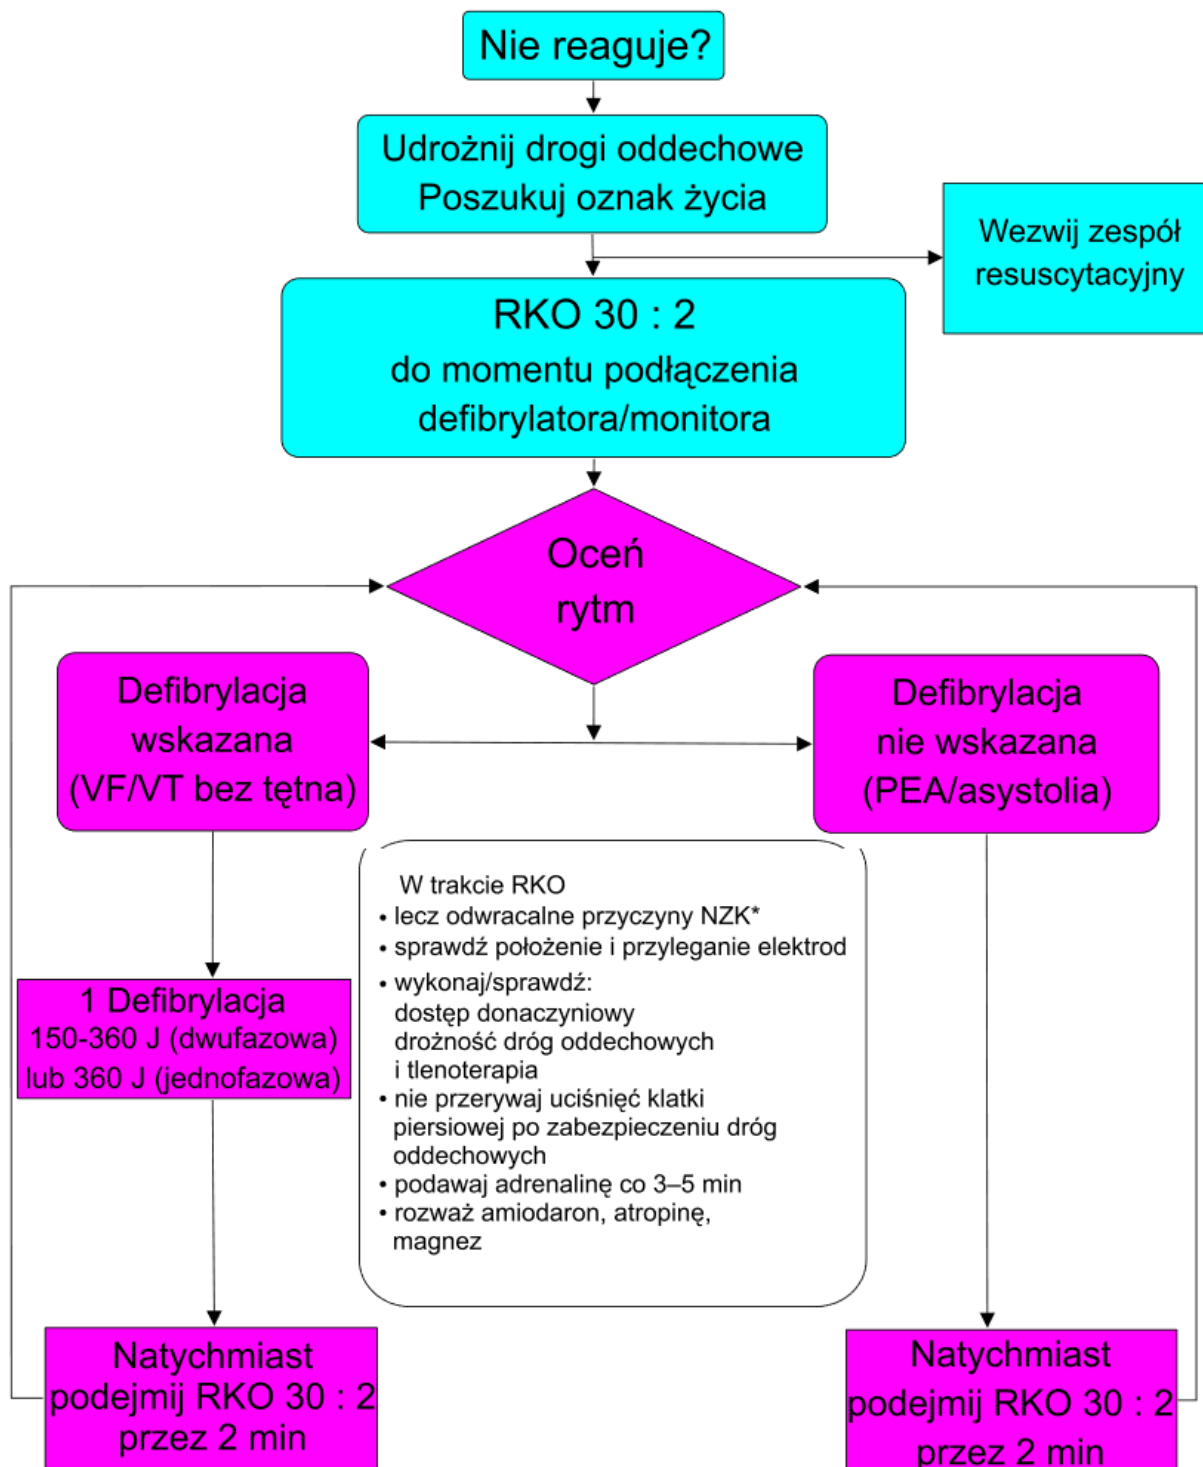 Nie reaguje?
Udrożnij drogi oddechowe
Poszukuj oznak życia
Wezwij zespół
resuscytacyjny
RKO 30 : 2
do momentu podłączenia
defibrylatora/monitora
Oceń
rytm
Defibrylacja
wskazana
(VF/VT bez tętna)
Defibrylacja
nie wskazana
(PEA/asystolia)
W trakcie RKO
• lecz odwracalne przyczyny NZK*
• sprawdź położenie i przyleganie elektrod
• wykonaj/sprawdź:
dostęp donaczyniowy
drożność dróg oddechowych
i tlenoterapia
• nie przerywaj uciśnięć klatki
piersiowej po zabezpieczeniu dróg
oddechowych
• podawaj adrenalinę co 3–5 min
• rozważ amiodaron, atropinę,
magnez
1 Defibrylacja
150-360 J (dwufazowa)
lub 360 J (jednofazowa)
Natychmiast
podejmij RKO 30 : 2
przez 2 min
Natychmiast
podejmij RKO 30 : 2
przez 2 min